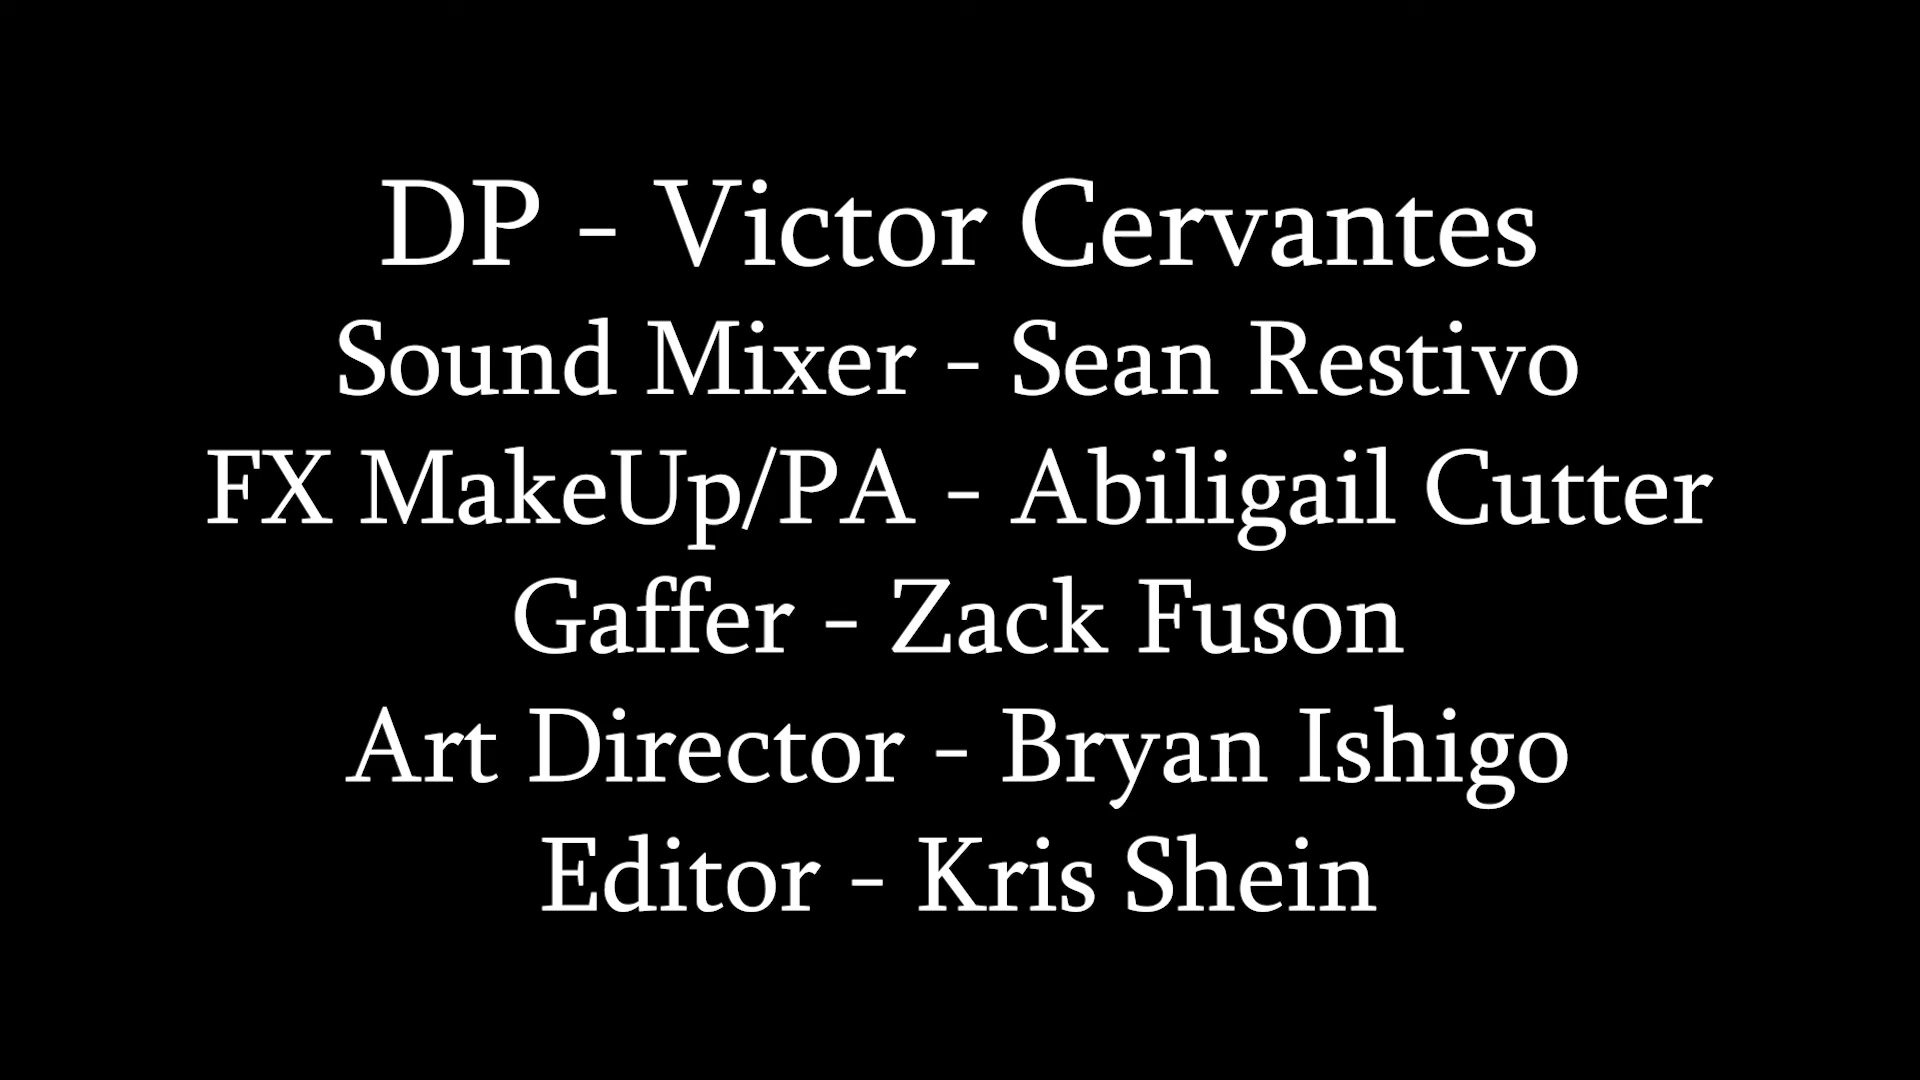 DP - Victor Cervantes
Sound Mixer - Sean Restivo
FX MakeUp/PA - Abiligail Cutter
Gaffer - Zack Fuson
Art Director - Bryan Ishigo
Editor - Kris Shein